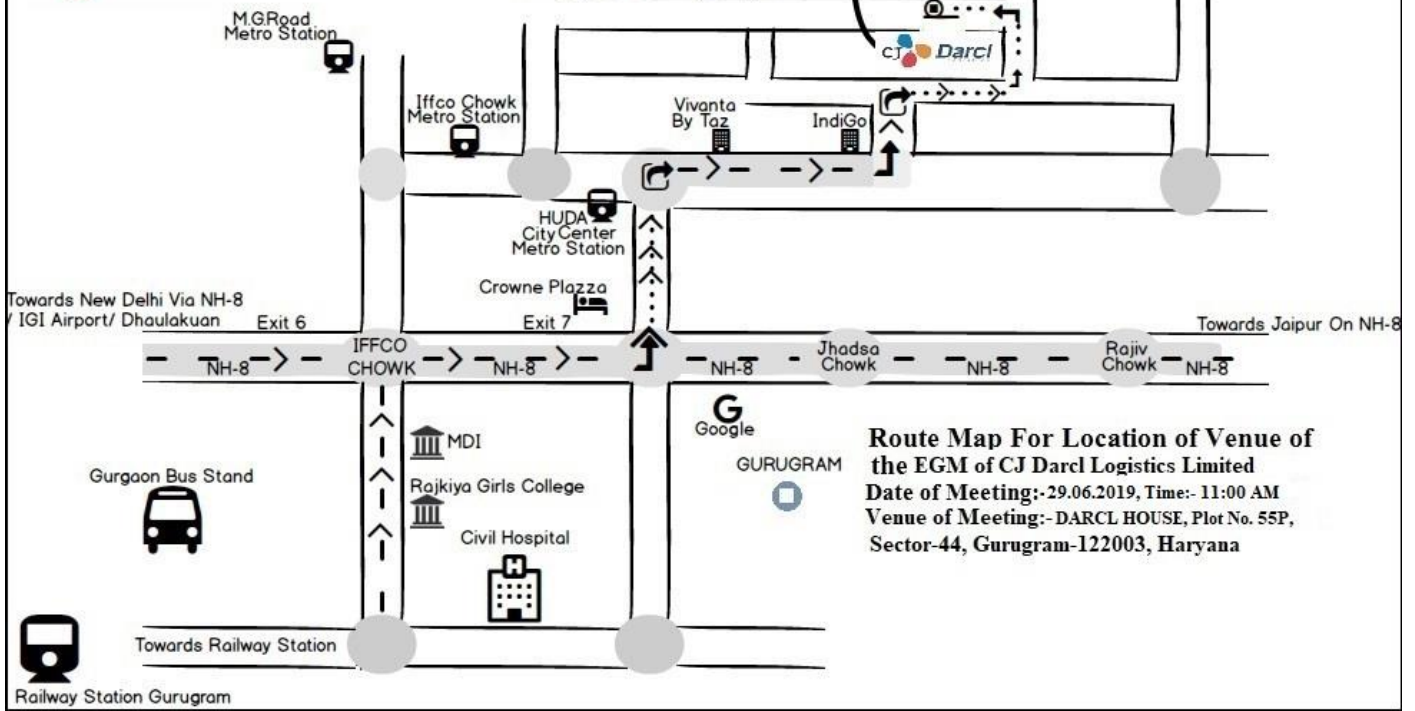 M.G.Road
Metro Station
CJ Darcl
Iffco Chowk
Metro Station
Vivanta
By Taz
IndiGo
HUDA
City Center
Metro Station
Crowne Plazza
Towards New Delhi Via NH-8
/ IGI Airport/ Dhaulakuan
Exit 6
Exit 7
Towards Jaipur On NH-8
NH-8
IFFCO
CHOWK
NH-8
NH-8
Jhadsa
Chowk
NH-8
Rajiv
Chowk
NH-8
G
Google
MDI
GURUGRAM
Gurgaon Bus Stand
Rajkiya Girls College
Civil Hospital
H
Route Map For Location of Venue of
the EGM of CJ Darcl Logistics Limited
Date of Meeting:-29.06.2019, Time:- 11:00 AM
Venue of Meeting:- DARCL HOUSE, Plot No. 55P,
Sector-44, Gurugram-122003, Haryana
Towards Railway Station
Railway Station Gurugram